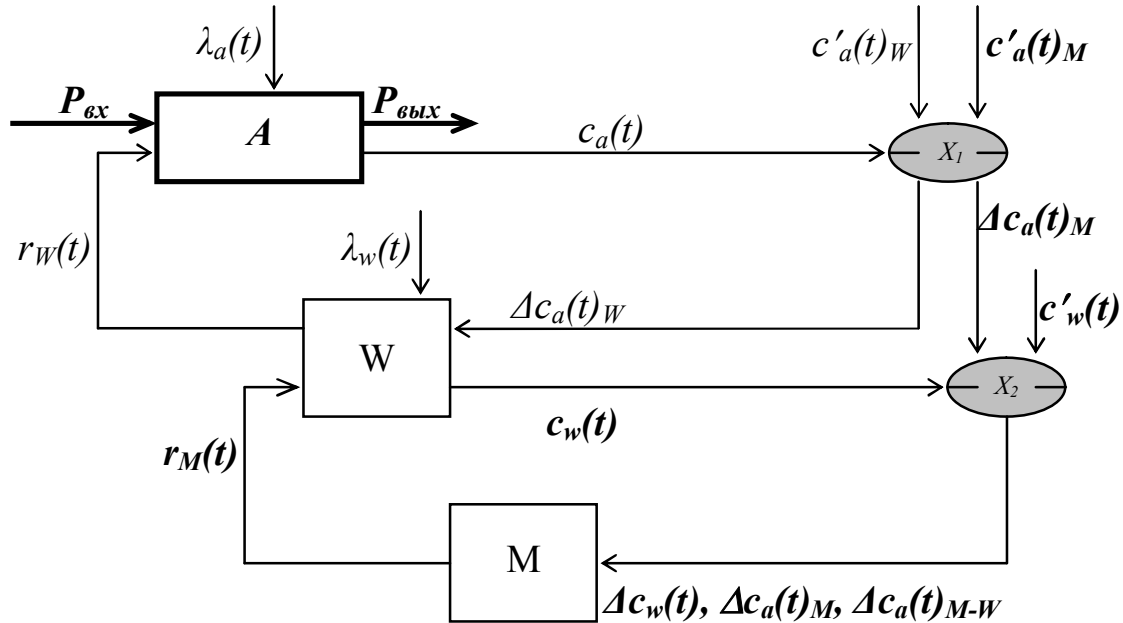 λa(t)
c'a(t)W
c'a(t)M
Pвх
A
Pвых
ca(t)
X1
Δca(t)M
rW(t)
λw(t)
Δca(t)W
c'w(t)
W
X2
cw(t)
rM(t)
M
Δcw(t), Δca(t)M, Δca(t)M-W